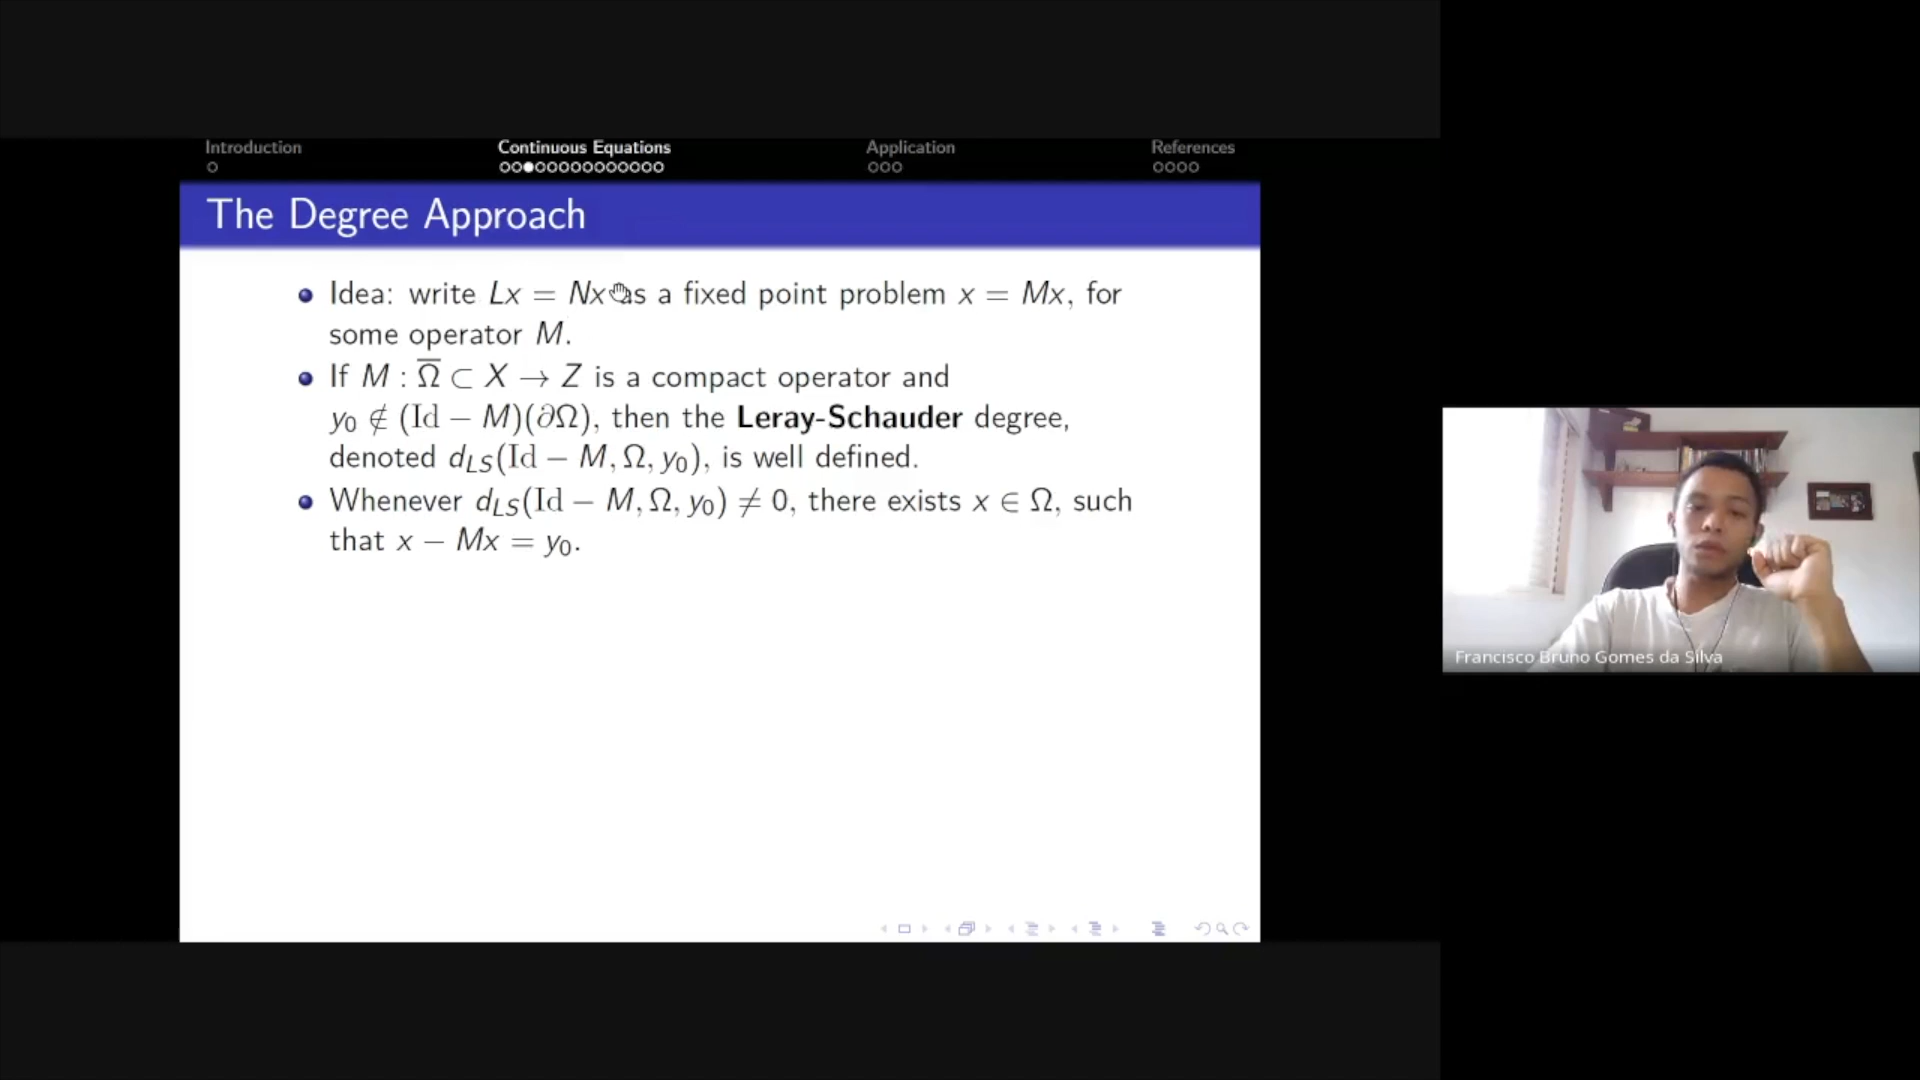 Introduction
Continuous Equations
Application
References
The Degree Approach
Idea: write Lx = Nx as a fixed point problem x = Mx, for
some operator M.
If M : Ω̅ ⊂ X → Z is a compact operator and
y₀ ∉ (Id − M)(∂Ω), then the Leray-Schauder degree,
denoted d_LS(Id − M, Ω, y₀), is well defined.
Whenever d_LS(Id − M, Ω, y₀) ≠ 0, there exists x ∈ Ω, such
that x − Mx = y₀.
Francisco Bruno Gomes da Silva